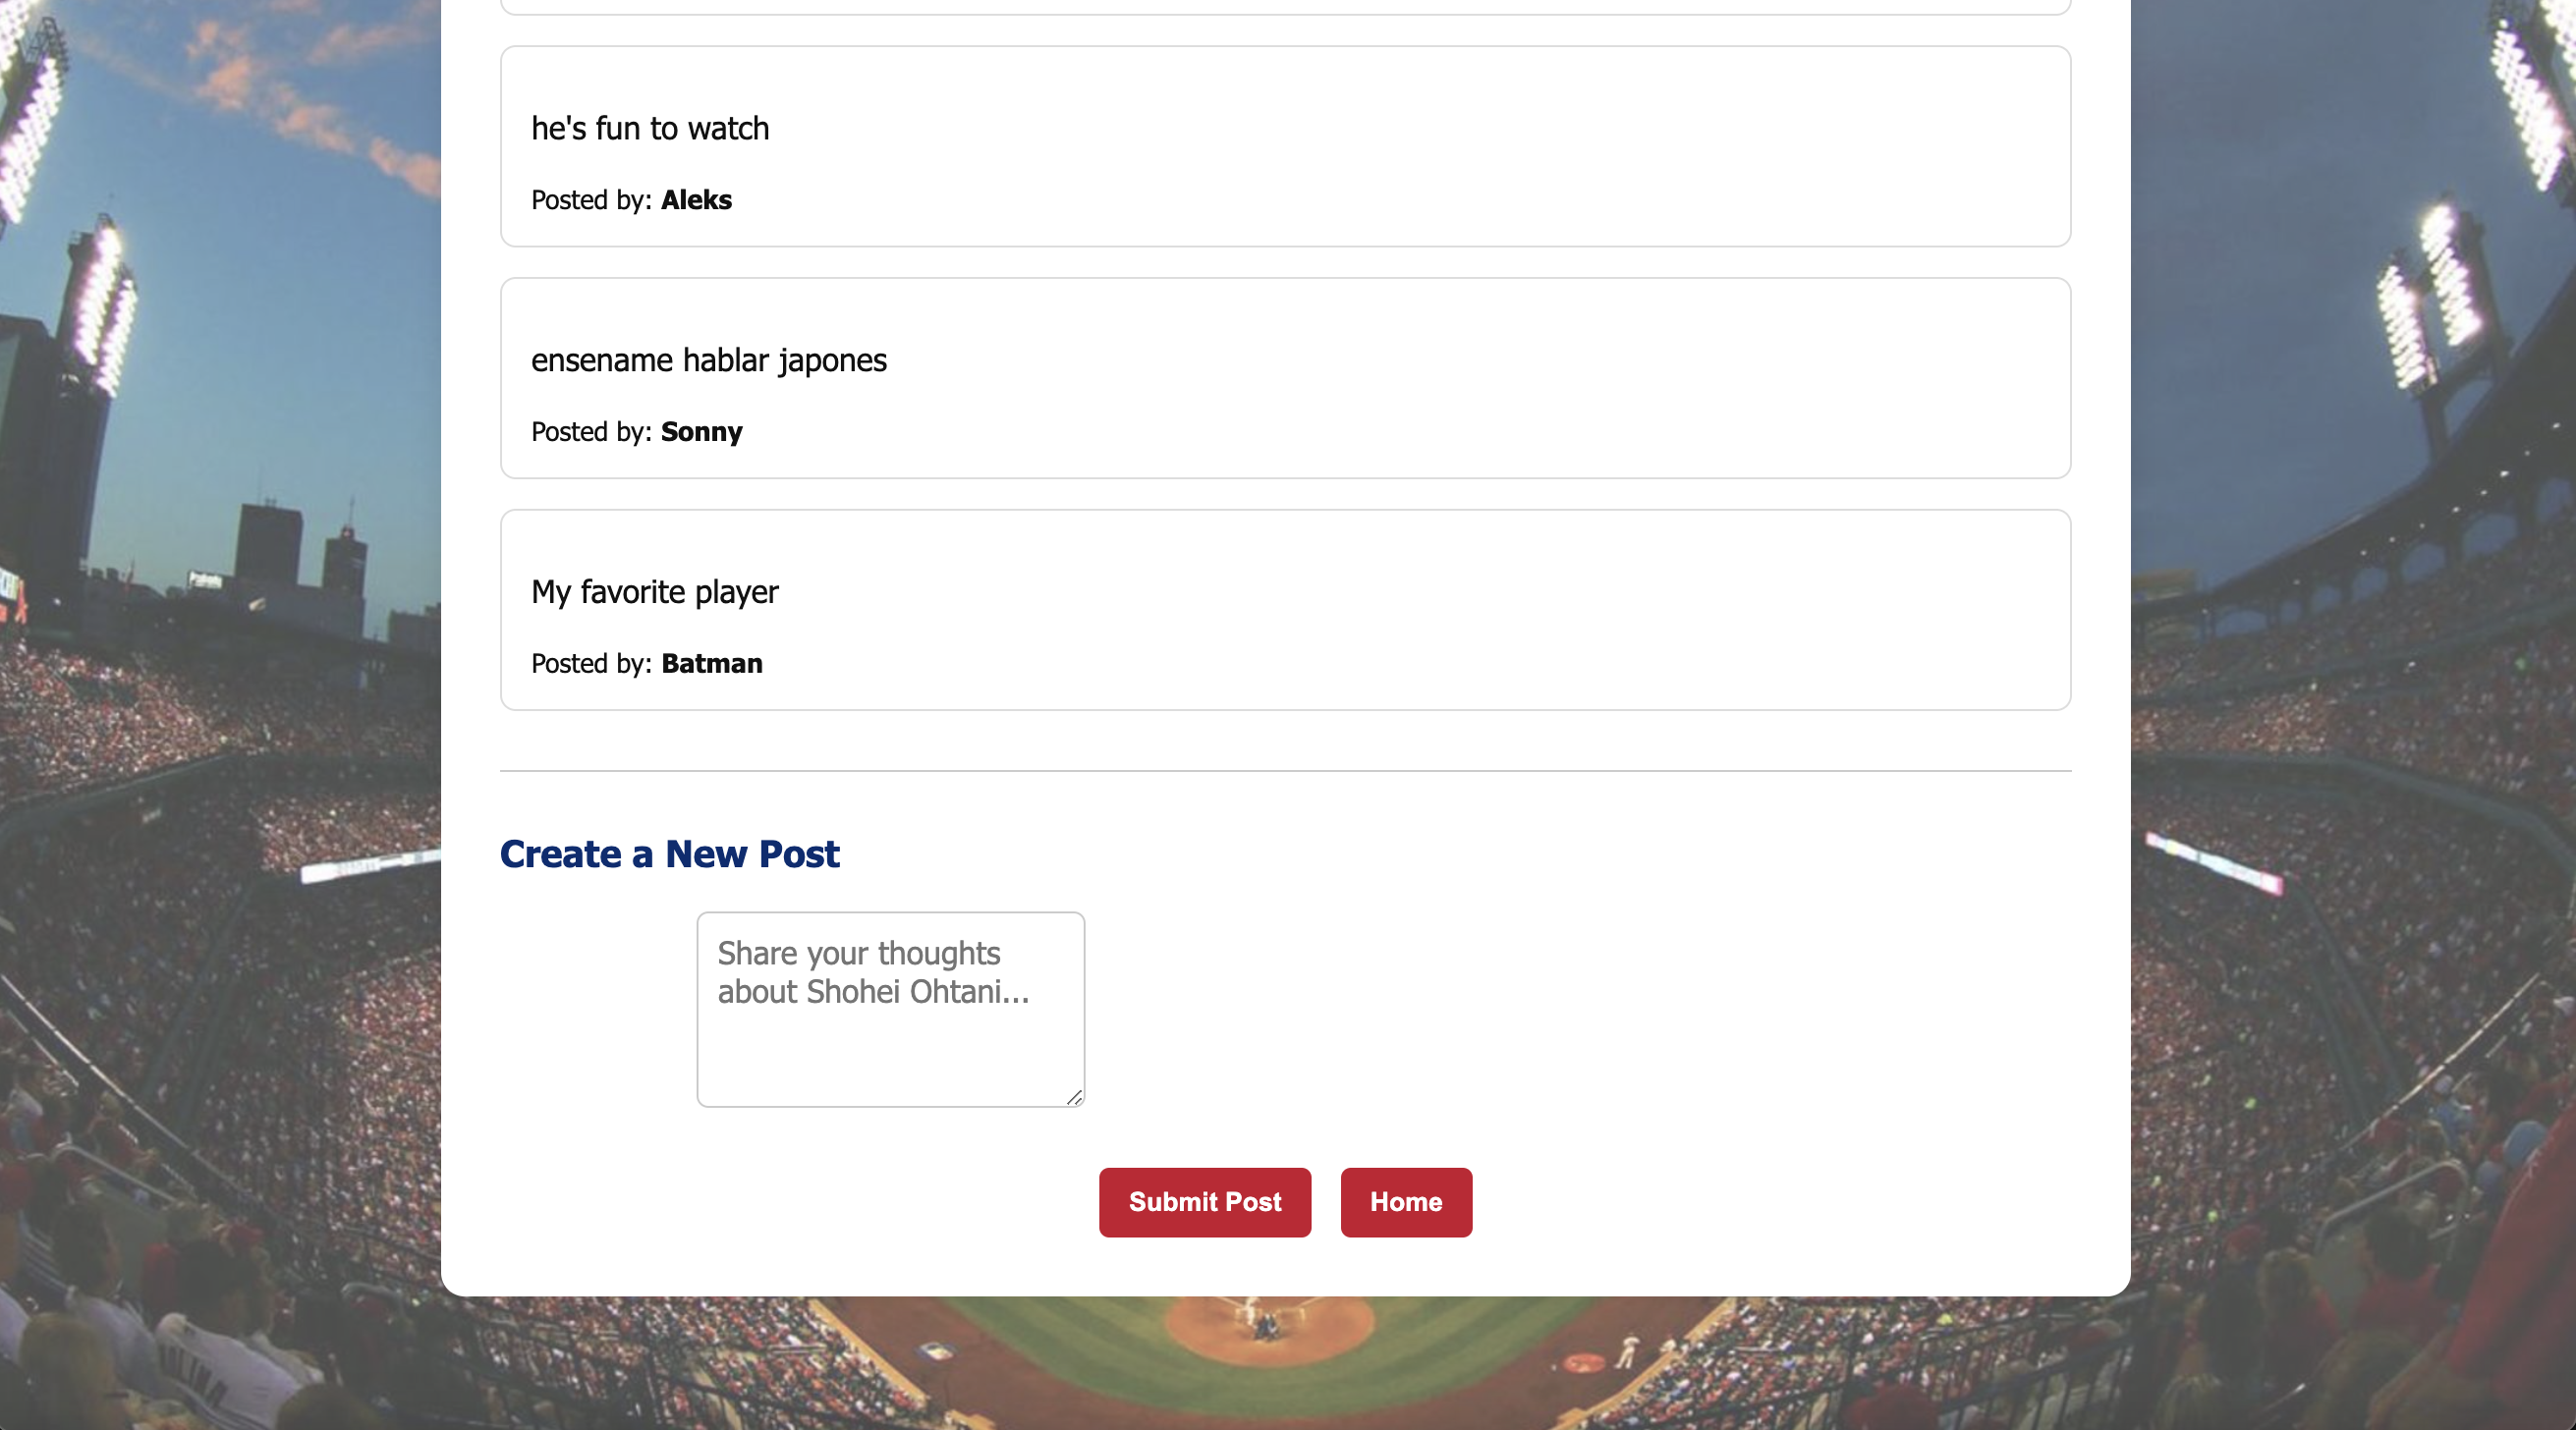 he's fun to watch
Posted by: Aleks
ensename hablar japones
Posted by: Sonny
My favorite player
Posted by: Batman
Create a New Post
Share your thoughts
about Shohei Ohtani...
Submit Post
Home